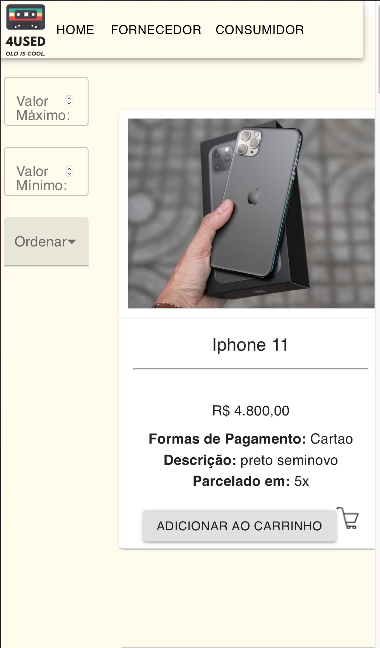 4USED
OLD IS COOL
HOME
FORNECEDOR
CONSUMIDOR
Valor
Máximo:
Valor
Mínimo:
Ordenar
Iphone 11
R$ 4.800,00
Formas de Pagamento: Cartao
Descrição: preto seminovo
Parcelado em: 5x
ADICIONAR AO CARRINHO